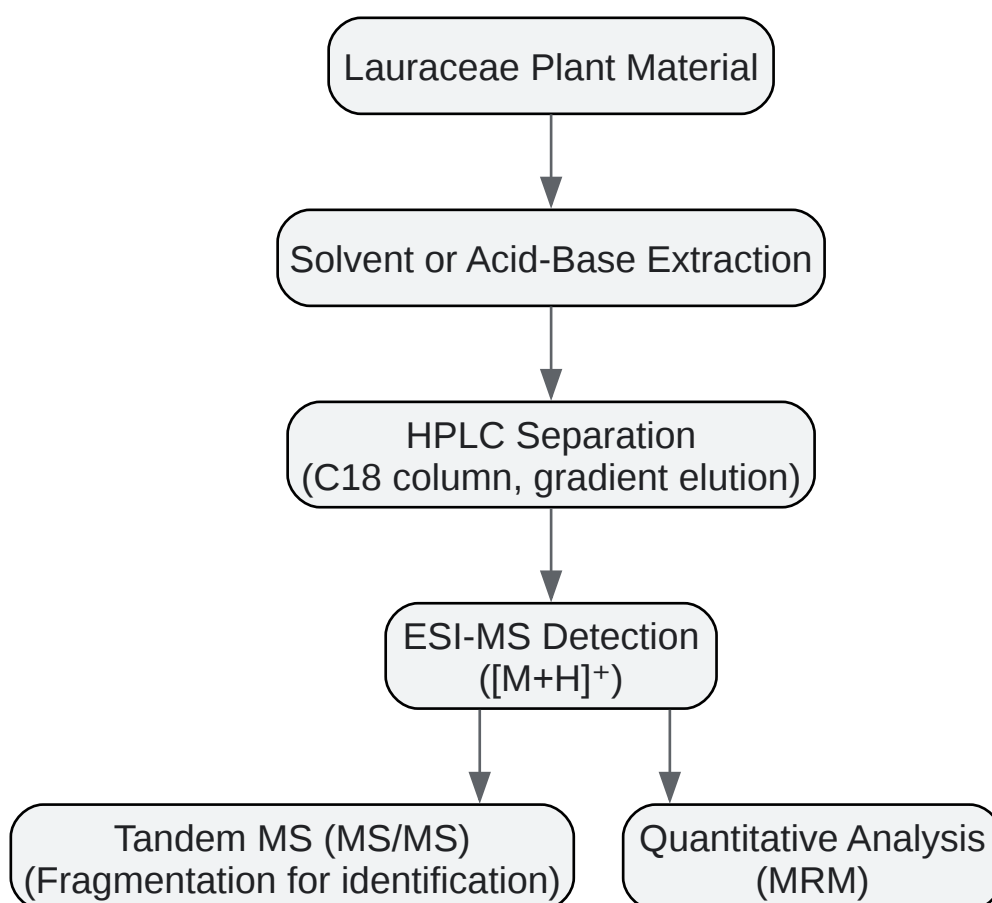 Lauraceae Plant Material
Solvent or Acid-Base Extraction
HPLC Separation
(C18 column, gradient elution)
ESI-MS Detection
([M+H]⁺)
Tandem MS (MS/MS)
(Fragmentation for identification)
Quantitative Analysis
(MRM)